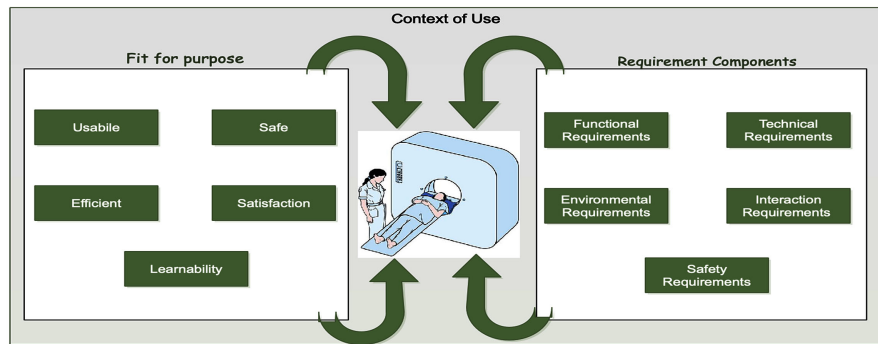 Context of Use
Fit for purpose
Usabile
Safe
Efficient
Satisfaction
Learnability
Requirement Components
Functional
Requirements
Technical
Requirements
Environmental
Requirements
Interaction
Requirements
Safety
Requirements